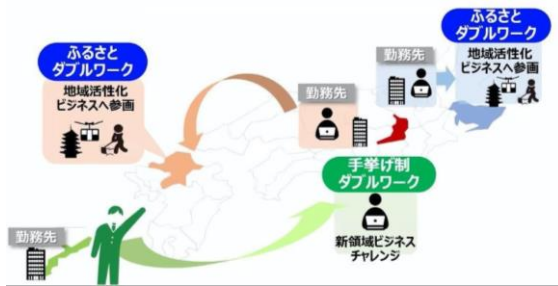 ふるさと
ダブルワーク
地域活性化
ビジネスへ参画
勤務先
勤務先
ふるさと
ダブルワーク
地域活性化
ビジネスへ参画
手挙げ制
ダブルワーク
新領域ビジネス
チャレンジ
勤務先